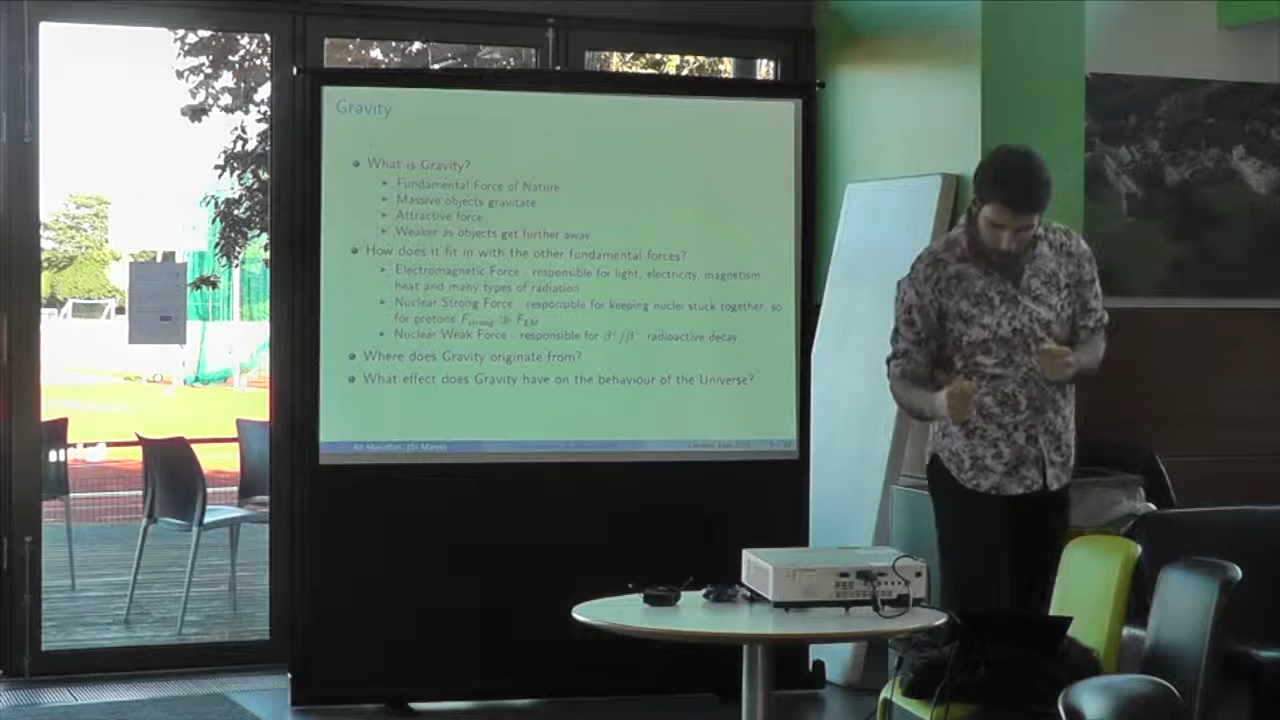 Gravity
What is Gravity?
Fundamental Force of Nature
Massive objects gravitate
Attractive force
Weaker as objects get further away
How does it fit in with the other fundamental forces?
Electromagnetic Force - responsible for light, electricity, magnetism
heat and many types of radiation
Nuclear Strong Force - responsible for keeping nuclei stuck together, so
for protons F_strong ≫ F_EM
Nuclear Weak Force - responsible for β⁺/β⁻ radioactive decay
Where does Gravity originate from?
What effect does Gravity have on the behaviour of the Universe?
(St Marys)